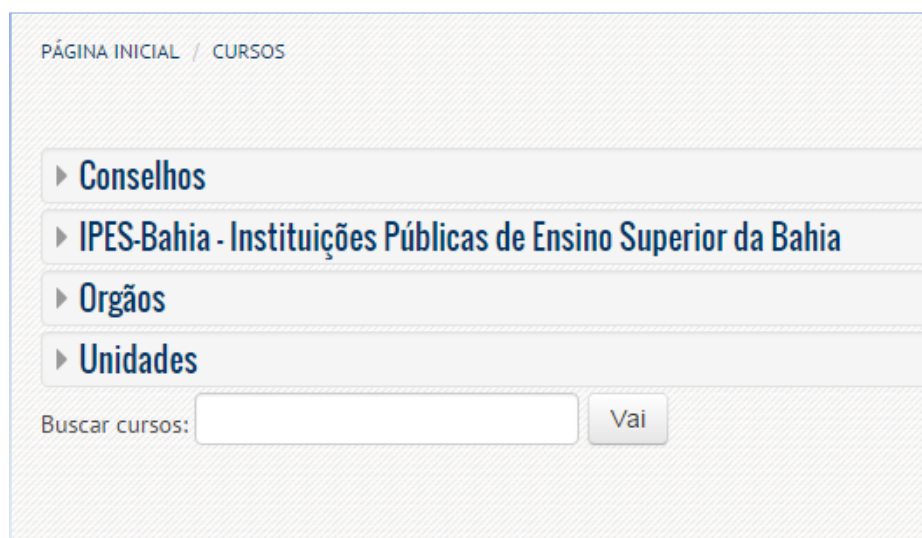 PÁGINA INICIAL / CURSOS
Conselhos
IPES-Bahia - Instituições Públicas de Ensino Superior da Bahia
Orgãos
Unidades
Buscar cursos: Vai